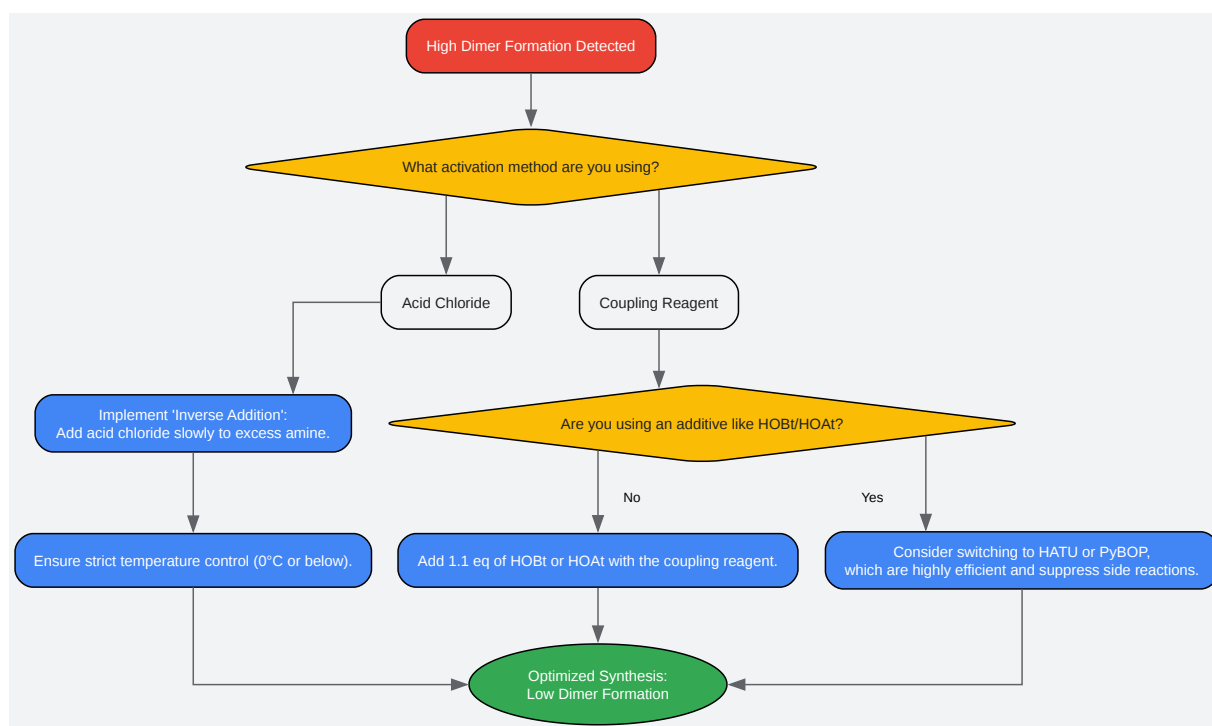 High Dimer Formation Detected
What activation method are you using?
Acid Chloride
Coupling Reagent
Implement 'Inverse Addition':
Add acid chloride slowly to excess amine.
Are you using an additive like HOBt/HOAt?
No
Yes
Ensure strict temperature control (0°C or below).
Add 1.1 eq of HOBt or HOAt with the coupling reagent.
Consider switching to HATU or PyBOP,
which are highly efficient and suppress side reactions.
Optimized Synthesis:
Low Dimer Formation